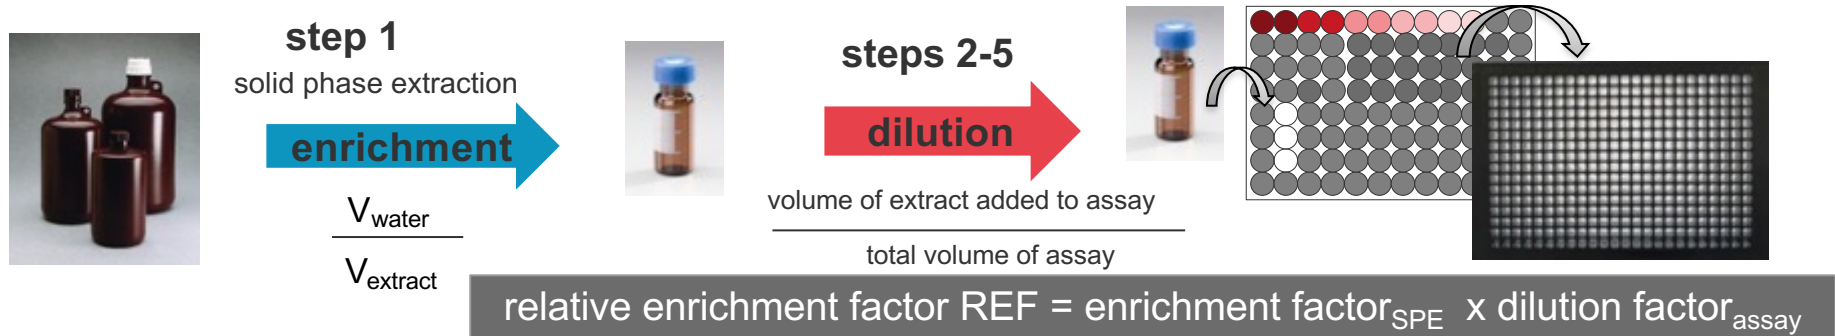 step 1
solid phase extraction
enrichment
Vwater
Vextract
steps 2-5
dilution
volume of extract added to assay
total volume of assay
relative enrichment factor REF = enrichment factorSPE x dilution factorassay